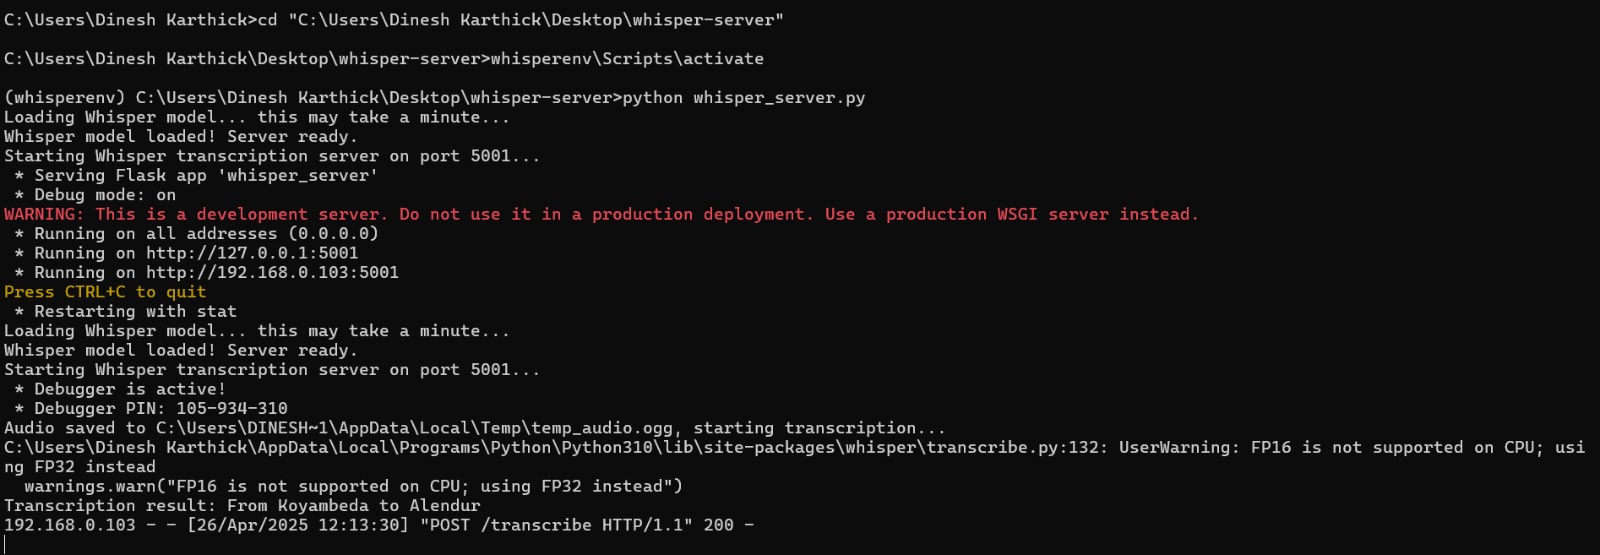 C:\Users\Dinesh Karthick>cd "C:\Users\Dinesh Karthick\Desktop\whisper-server"
C:\Users\Dinesh Karthick\Desktop\whisper-server>whisperenv\Scripts\activate
(whisperenv) C:\Users\Dinesh Karthick\Desktop\whisper-server>python whisper_server.py
Loading Whisper model... this may take a minute...
Whisper model loaded! Server ready.
Starting Whisper transcription server on port 5001...
 * Serving Flask app 'whisper_server'
 * Debug mode: on
WARNING: This is a development server. Do not use it in a production deployment. Use a production WSGI server instead.
 * Running on all addresses (0.0.0.0)
 * Running on http://127.0.0.1:5001
 * Running on http://192.168.0.103:5001
Press CTRL+C to quit
 * Restarting with stat
Loading Whisper model... this may take a minute...
Whisper model loaded! Server ready.
Starting Whisper transcription server on port 5001...
 * Debugger is active!
 * Debugger PIN: 105-934-310
Audio saved to C:\Users\DINESH~1\AppData\Local\Temp\temp_audio.ogg, starting transcription...
C:\Users\Dinesh Karthick\AppData\Local\Programs\Python\Python310\lib\site-packages\whisper\transcribe.py:132: UserWarning: FP16 is not supported on CPU; usi
ng FP32 instead
  warnings.warn("FP16 is not supported on CPU; using FP32 instead")
Transcription result: From Koyambeda to Alendur
192.168.0.103 - - [26/Apr/2025 12:13:30] "POST /transcribe HTTP/1.1" 200 -